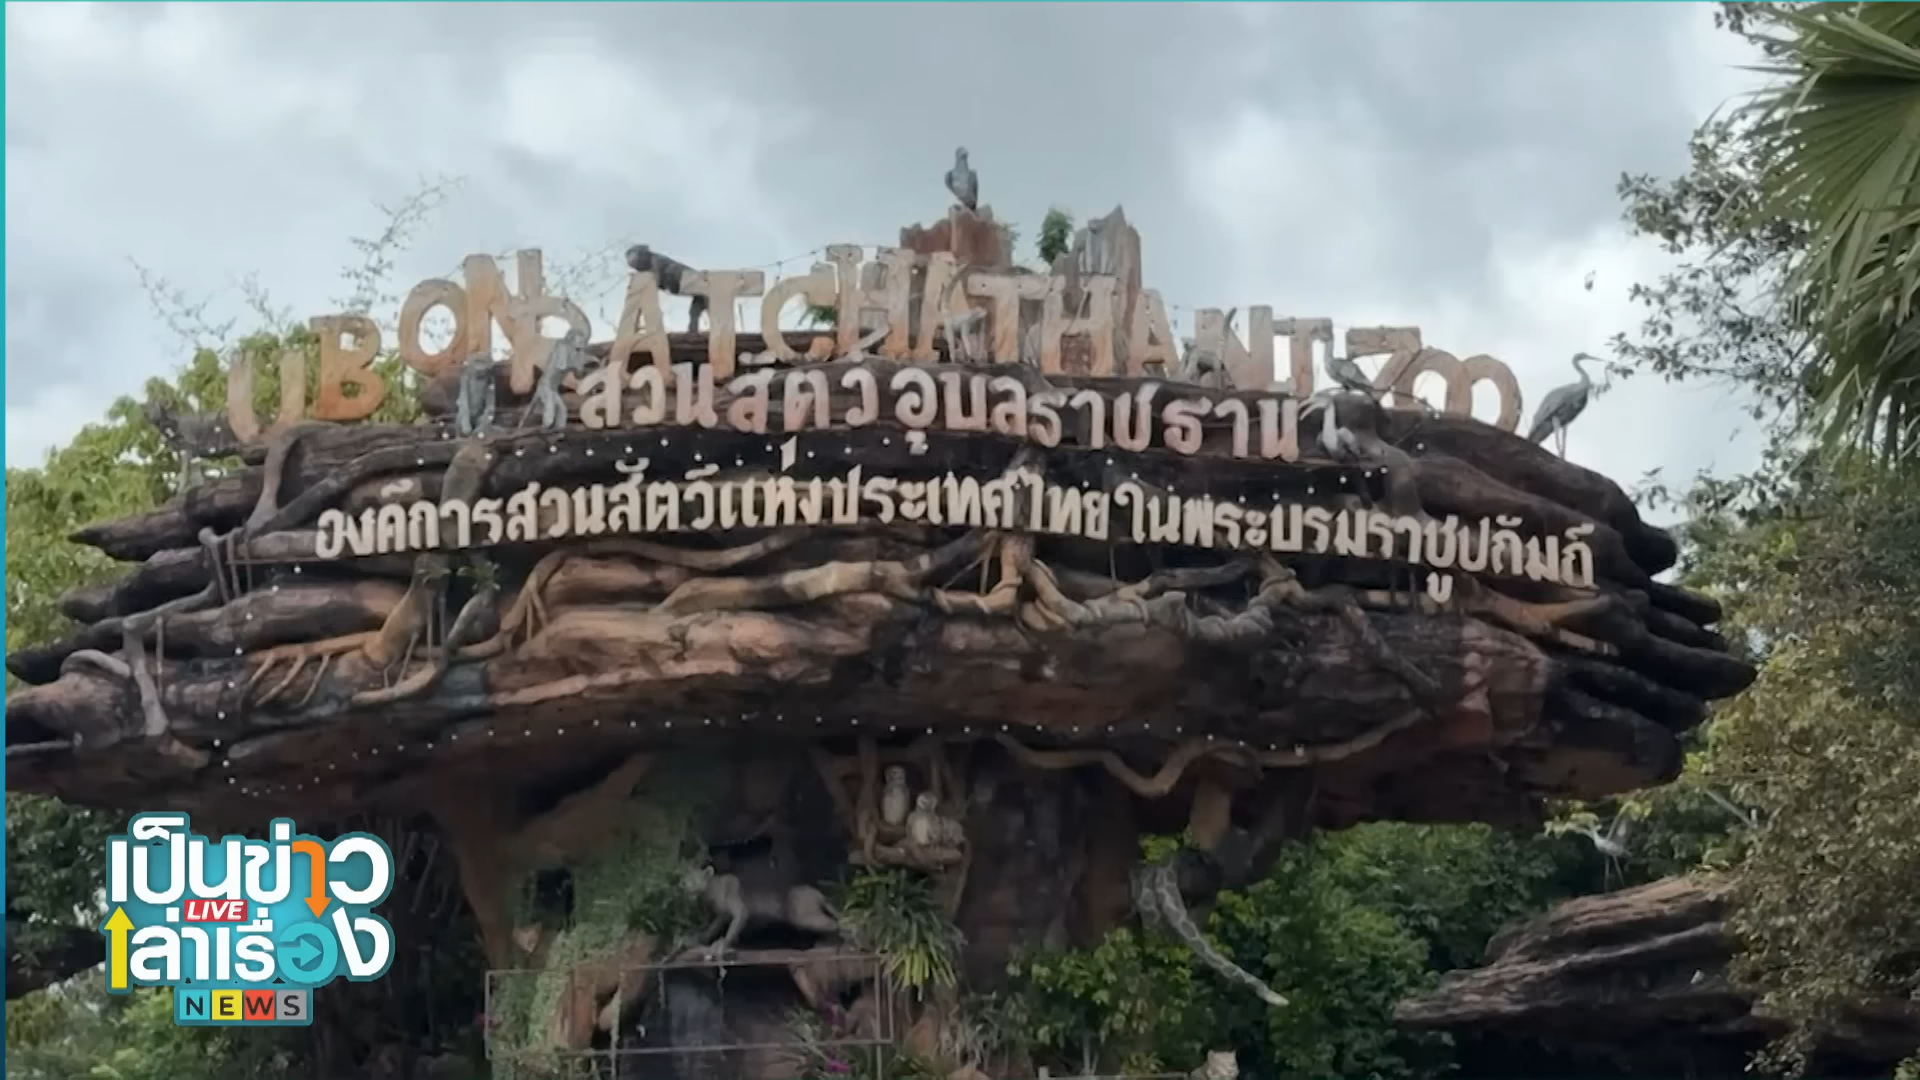 UBON RATCHATHANI ZOO
สวนสัตว์อุบลราชธานี
องค์การสวนสัตว์แห่งประเทศไทย ในพระบรมราชูปถัมภ์
เป็นข่าว
LIVE
เล่าเรื่อง
NEWS